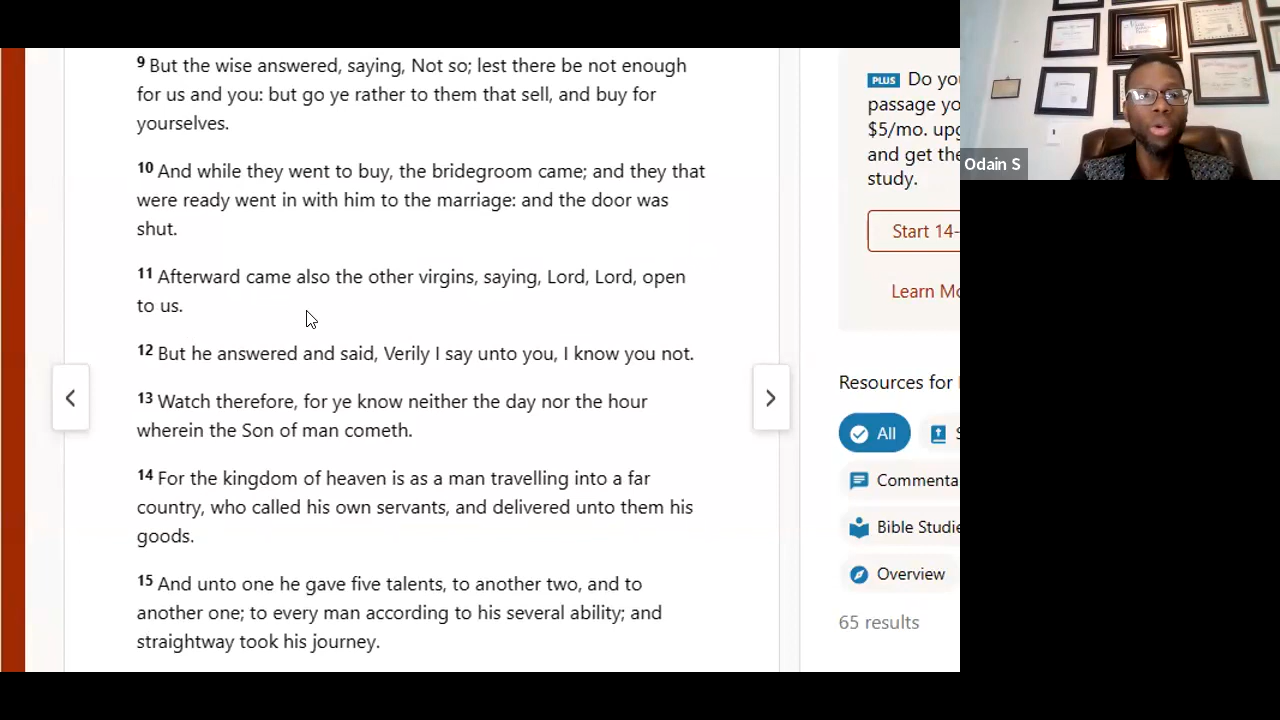 9 But the wise answered, saying, Not so; lest there be not enough
for us and you: but go ye rather to them that sell, and buy for
yourselves.
10 And while they went to buy, the bridegroom came; and they that
were ready went in with him to the marriage: and the door was
shut.
11 Afterward came also the other virgins, saying, Lord, Lord, open
to us.
12 But he answered and said, Verily I say unto you, I know you not.
13 Watch therefore, for ye know neither the day nor the hour
wherein the Son of man cometh.
14 For the kingdom of heaven is as a man travelling into a far
country, who called his own servants, and delivered unto them his
goods.
15 And unto one he gave five talents, to another two, and to
another one; to every man according to his several ability; and
straightway took his journey.
PLUS Do you
passage yo
$5/mo. upg
and get the
study.
Start 14-
Learn Mo
Resources for
All
Commenta
Bible Studie
Overview
65 results
Odain S